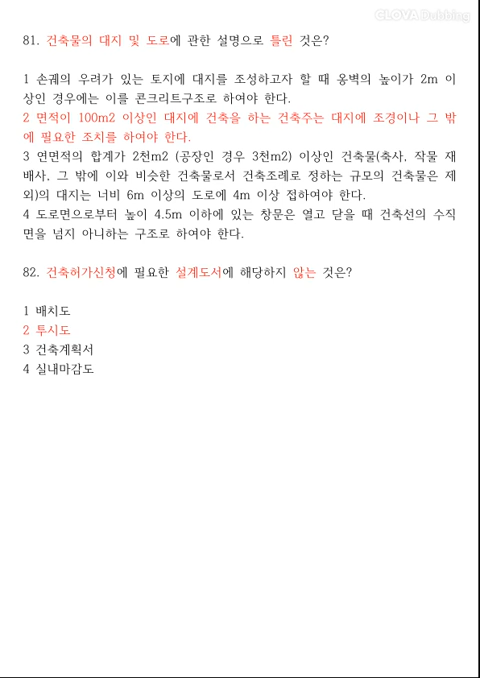 CLOVA Dubbing
81. 건축물의 대지 및 도로에 관한 설명으로 틀린 것은?
1 손궤의 우려가 있는 토지에 대지를 조성하고자 할 때 옹벽의 높이가 2m 이
상인 경우에는 이를 콘크리트구조로 하여야 한다.
2 면적이 100m2 이상인 대지에 건축을 하는 건축주는 대지에 조경이나 그 밖
에 필요한 조치를 하여야 한다.
3 연면적의 합계가 2천m2 (공장인 경우 3천m2) 이상인 건축물(축사, 작물 재
배사, 그 밖에 이와 비슷한 건축물로서 건축조례로 정하는 규모의 건축물은 제
외)의 대지는 너비 6m 이상의 도로에 4m 이상 접하여야 한다.
4 도로면으로부터 높이 4.5m 이하에 있는 창문은 열고 닫을 때 건축선의 수직
면을 넘지 아니하는 구조로 하여야 한다.
82. 건축허가신청에 필요한 설계도서에 해당하지 않는 것은?
1 배치도
2 투시도
3 건축계획서
4 실내마감도